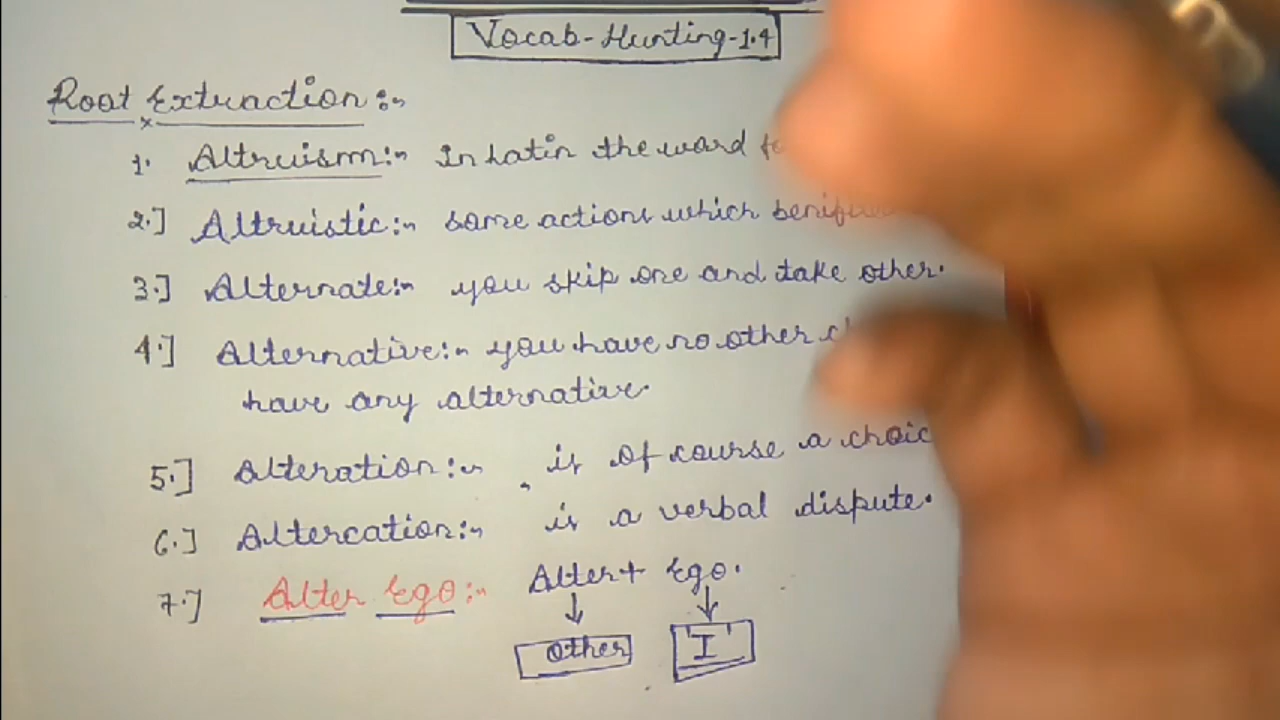 Vocab-Hunting-1.4
Root Extraction:-
1. Altruism:- In Latin the word
2.] Altruistic:- some actions which
3.] Alternate:- you skip one and take other.
4.] Alternative:- you have no other
have any alternative.
5.] Alteration:- is of course a
6.] Altercation:- is a verbal dispute.
7.] Alter Ego:- Alter + Ego.
Other 'I'